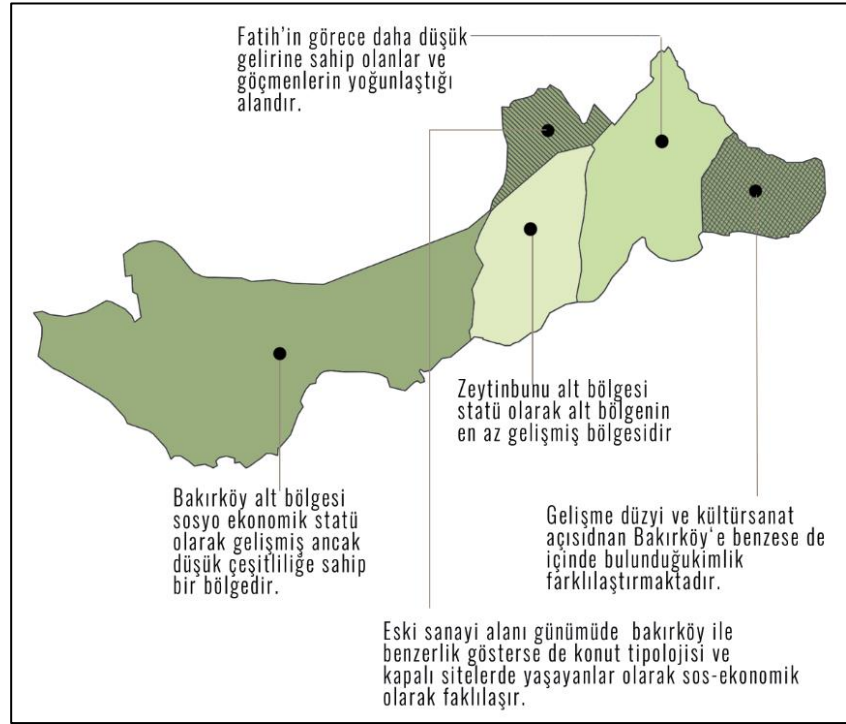 Fatih'in görece daha düşük
gelirine sahip olanlar ve
göçmenlerin yoğunlaştığı
alandır.
Zeytinbunu alt bölgesi
statü olarak alt bölgenin
en az gelişmiş bölgesidir
Bakırköy alt bölgesi
sosyo ekonomik statü
olarak gelişmiş ancak
düşük çeşitliliğe sahip
bir bölgedir.
Gelişme düzyi ve kültürsanat
açısıdnan Bakırköy'e benzese de
içinde bulunduğukimlik
farklılaştırmaktadır.
Eski sanayi alanı günümüde bakırköy ile
benzerlik gösterse de konut tipolojisi ve
kapalı sitelerde yaşayanlar olarak sos-ekonomik
olarak faklılaşır.